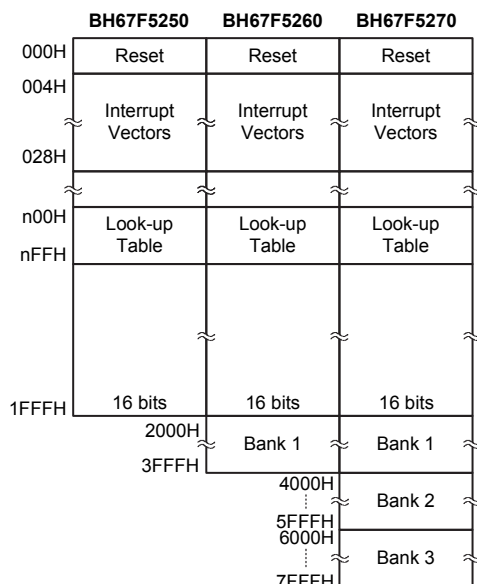 BH67F5250 BH67F5260 BH67F5270
000H Reset Reset Reset
004H
Interrupt Vectors Interrupt Vectors Interrupt Vectors
028H
n00H
Look-up Table Look-up Table Look-up Table
nFFH
1FFFH 16 bits 16 bits 16 bits
2000H
Bank 1 Bank 1
3FFFH
4000H
Bank 2
5FFFH
6000H
Bank 3
7FFFH